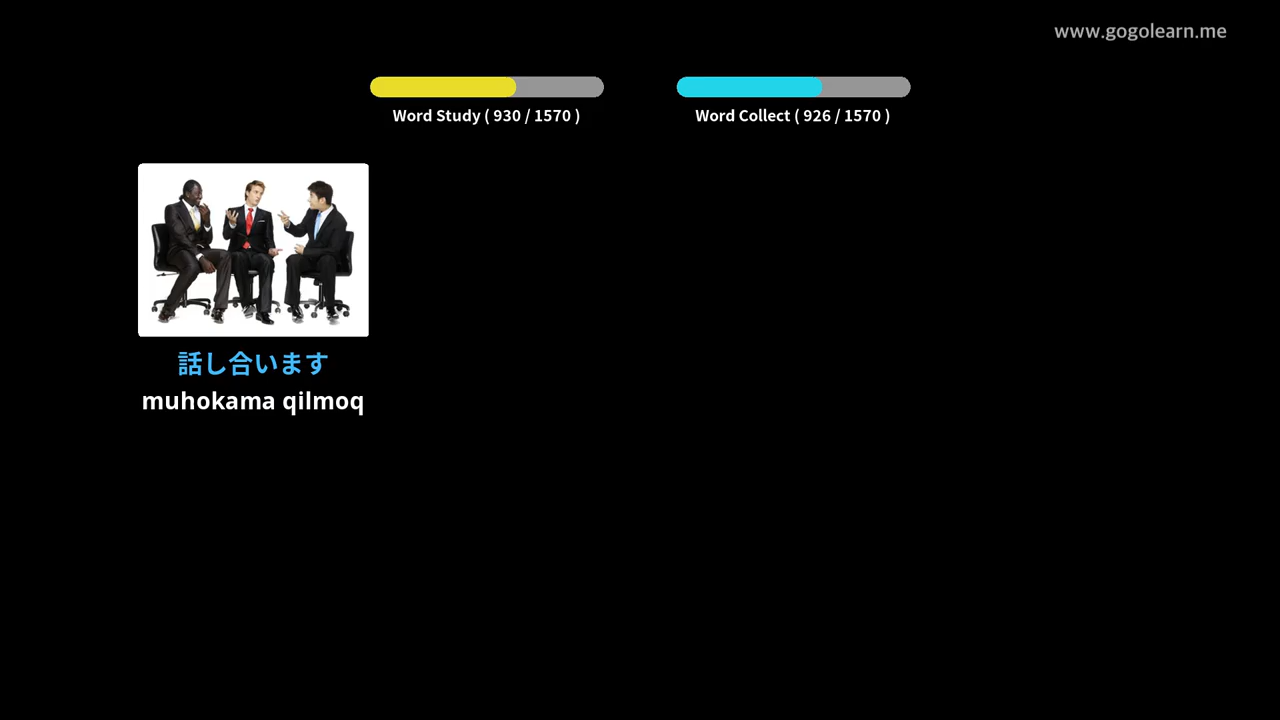 www.gogolearn.me
Word Study ( 930 / 1570 )
Word Collect ( 926 / 1570 )
話し合います
muhokama qilmoq